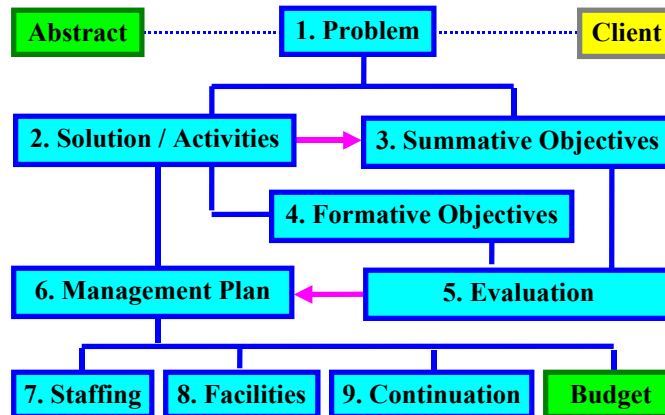 Abstract
1. Problem
Client
2. Solution / Activities
3. Summative Objectives
4. Formative Objectives
6. Management Plan
5. Evaluation
7. Staffing
8. Facilities
9. Continuation
Budget